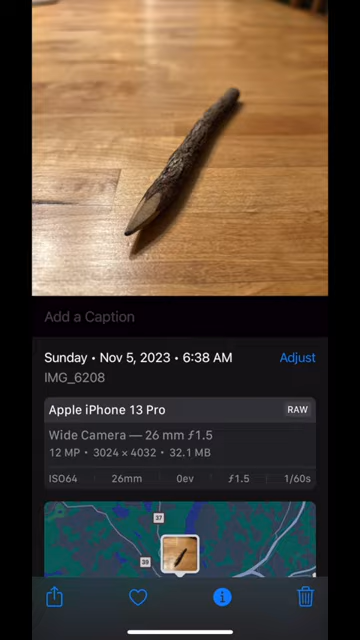 Add a Caption
Sunday • Nov 5, 2023 • 6:38 AM Adjust
IMG_6208
Apple iPhone 13 Pro RAW
Wide Camera — 26 mm ƒ1.5
12 MP • 3024 × 4032 • 32.1 MB
ISO64 26mm 0ev ƒ1.5 1/60s
37
39